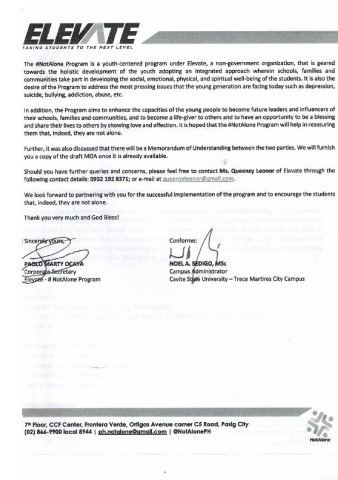 ELEVATE
TAKING STUDENTS TO THE NEXT LEVEL
The #NotAlone Program is a youth-centered program under Elevate, a non-government organization, that is geared
towards the holistic development of the youth adopting an integrated approach wherein schools, families and
communities take part in developing the social, emotional, physical, and spiritual well-being of the students. It is also the
desire of the Program to address the most pressing issues that the young generation are facing today such as depression,
suicide, bullying, addiction, abuse, etc.
In addition, the Program aims to enhance the capacities of the young people to become future leaders and influencers of
their schools, families and communities, and to become a life-giver to others and to have an opportunity to be a blessing
and share their lives to others by showing love and affection. It is hoped that the #NotAlone Program will help in reassuring
them that, indeed, they are not alone.
Further, it was also discussed that there will be a Memorandum of Understanding between the two parties. We will furnish
you a copy of the draft MOA once it is available.
Should you have further queries and concerns, please feel free to contact Ms. Queensy Leonor of Elevate through the
following contact details: 0932 192 8371; or e-mail at queensyleonor@gmail.com.
We look forward to partnering with you for the successful implementation of the program and to encourage the students
that, indeed, they are not alone.
Thank you very much and God Bless!
Sincerely yours, Conforme:
PAOLO MARTY OCAYA NOEL A. SEDIGO, MSc
Corporate Secretary Campus Administrator
Elevate - # NotAlone Program Cavite State University – Trece Martires City Campus
7th Floor, CCF Center, Frontera Verde, Ortigas Avenue corner C5 Road, Pasig City
(02) 866-9900 local 8944 | ph.notalone@gmail.com | @NotAlonePH
NotAlone